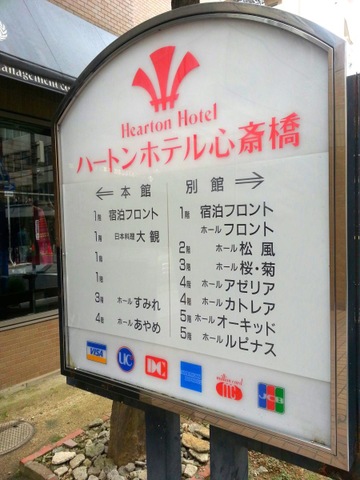 anagement co
Hearton Hotel
ハートンホテル心斎橋
← 本館
1階 宿泊フロント
1階 日本料理 大観
1階
1階
3階 ホール すみれ
4階 ホール あやめ
別館 →
1階 宿泊フロント
ホール フロント
2階 ホール 松風
3階 ホール 桜・菊
4階 ホール アゼリア
4階 ホール カトレア
5階 ホール オーキッド
5階 ホール ルピナス
VISA
UC
DC
JCB